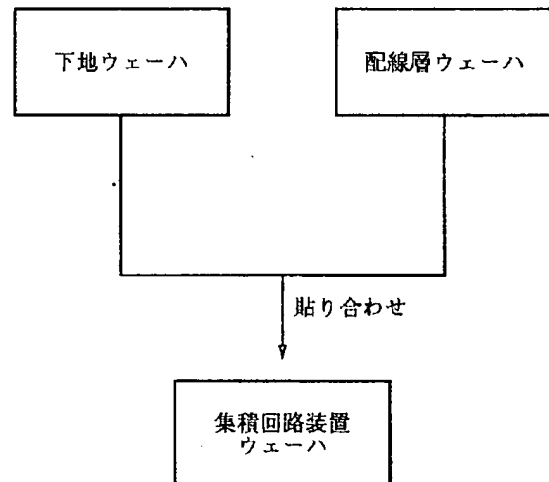 下地ウェーハ
配線層ウェーハ
貼り合わせ
集積回路装置
ウェーハ